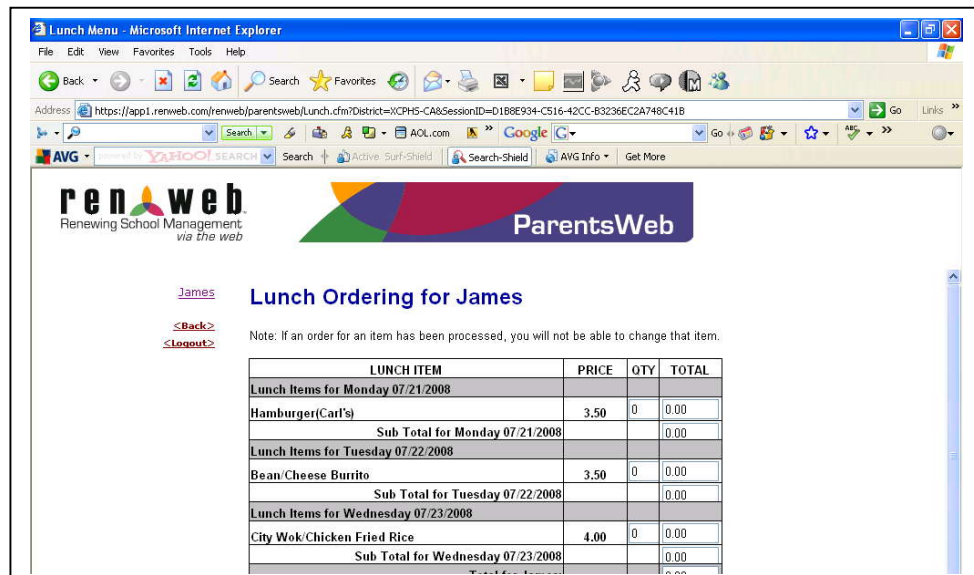 Lunch Menu - Microsoft Internet Explorer
File Edit View Favorites Tools Help
Back Search Favorites
Address https://app1.renweb.com/renweb/parentsweb/Lunch.cfm?District=XCPHS-CA&SessionID=D1B8E934-C516-42CC-B3236EC2A748C41B Go Links »
Search AOL.com » Google G Go ABC »
AVG YAHOO! SEARCH Search Active Surf-Shield Search-Shield AVG Info Get More
renweb
Renewing School Management
via the web
ParentsWeb
James
<Back>
<Logout>
Lunch Ordering for James
Note: If an order for an item has been processed, you will not be able to change that item.
LUNCH ITEM PRICE QTY TOTAL
Lunch Items for Monday 07/21/2008
Hamburger(Carl's) 3.50 0 0.00
Sub Total for Monday 07/21/2008 0.00
Lunch Items for Tuesday 07/22/2008
Bean/Cheese Burrito 3.50 0 0.00
Sub Total for Tuesday 07/22/2008 0.00
Lunch Items for Wednesday 07/23/2008
City Wok/Chicken Fried Rice 4.00 0 0.00
Sub Total for Wednesday 07/23/2008 0.00
Total for James: 0.00